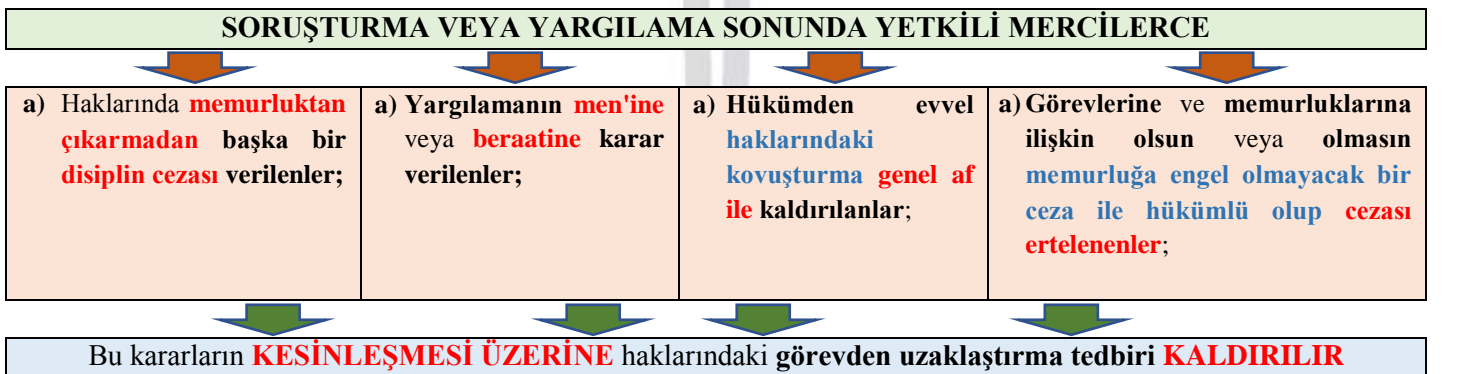 SORUŞTURMA VEYA YARGILAMA SONUNDA YETKİLİ MERCİLERCE
a) Haklarında memurluktan
çıkarmadan başka bir
disiplin cezası verilenler;
a) Yargılamanın men'ine
veya beraatine karar
verilenler;
a) Hükümden evvel
haklarındaki
kovuşturma genel af
ile kaldırılanlar;
a) Görevlerine ve memurluklarına
ilişkin olsun veya olmasın
memurluğa engel olmayacak bir
ceza ile hükümlü olup cezası
ertelenenler;
Bu kararların KESİNLEŞMESİ ÜZERİNE haklarındaki görevden uzaklaştırma tedbiri KALDIRILIR